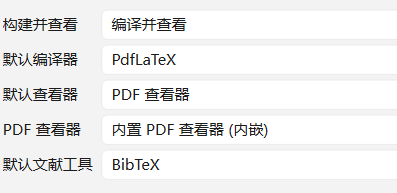 构建并查看 编译并查看
默认编译器 PdfLaTeX
默认查看器 PDF 查看器
PDF 查看器 内置 PDF 查看器 (内嵌)
默认文献工具 BibTeX